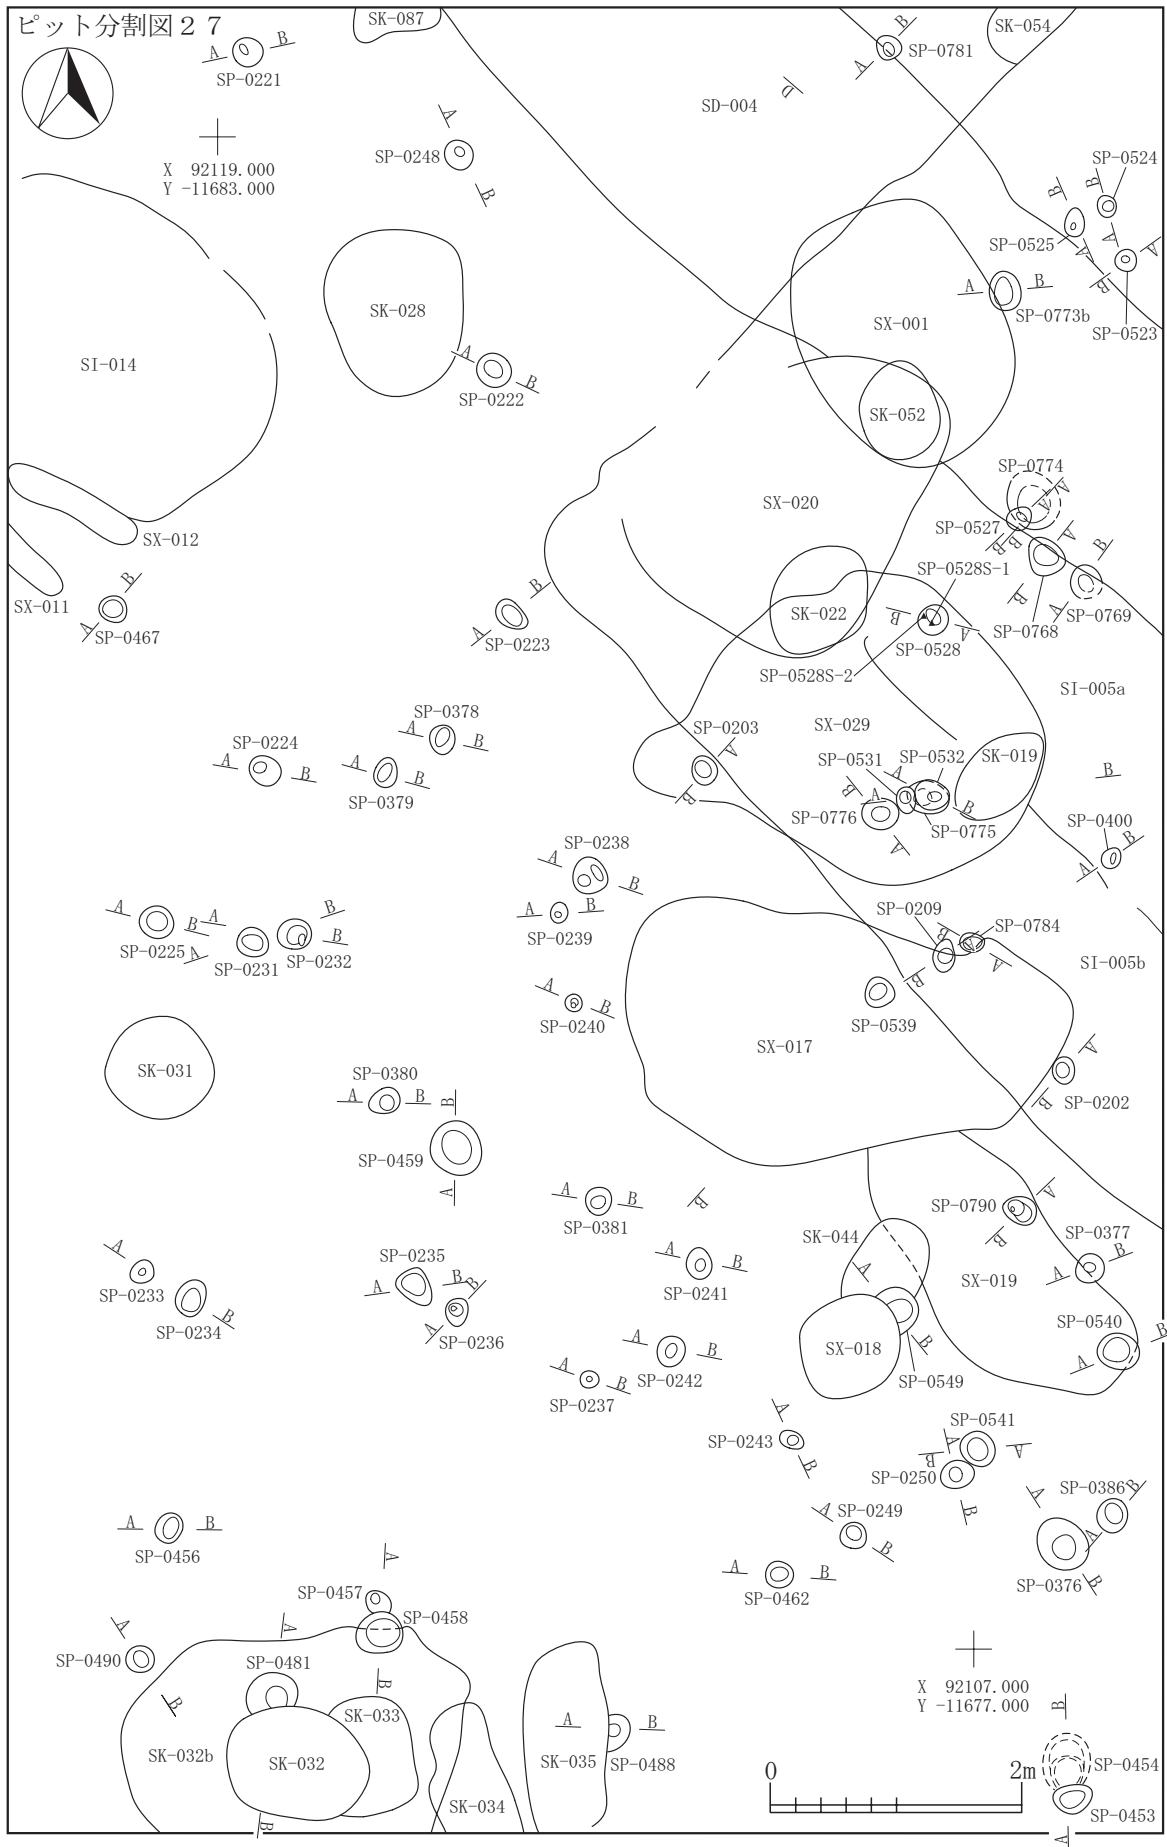 ピット分割図２７
SK-087
A
B
SP-0221
B
A
SP-0781
SK-054
SD-004
D
A
SP-0248
B
X 92119.000
Y -11683.000
SP-0524
B
B
SP-0525
A
A
A
B
SP-0523
SK-028
A
B
SP-0773b
SX-001
SI-014
A
B
SP-0222
SK-052
SP-0774
A
A
SX-020
SP-0527
B
B
A
B
SX-012
SP-0528S-1
SX-011
B
A
SP-0467
B
A
SP-0223
SK-022
B
A
SP-0528
B
SP-0768
A
SP-0769
SP-0528S-2
SI-005a
SP-0378
A
B
SX-029
SP-0203
A
B
SP-0224
A
B
A
B
SP-0379
SP-0531
SP-0532
SK-019
A
B
A
B
SP-0776
A
SP-0775
B
SP-0400
B
A
SP-0238
A
B
A
B
SP-0239
A
B
SP-0225
A
A
SP-0231
B
B
SP-0232
SP-0209
SP-0784
B
A
A
B
SI-005b
A
B
SP-0240
SP-0539
SX-017
SK-031
SP-0380
A
B
B
SP-0459
A
A
B
SP-0202
A
B
SP-0381
B
SP-0790
A
B
SK-044
A
SP-0377
B
A
A
SP-0233
SP-0235
A
B
B
A
SP-0236
A
B
SP-0241
SX-019
SP-0234
B
A
B
SP-0242
SX-018
B
SP-0549
SP-0540
B
A
A
B
SP-0237
A
SP-0243
B
SP-0541
A
A
B
SP-0250
B
SP-0249
A
B
SP-0386
B
A
A
SP-0376
B
A
B
SP-0456
A
B
SP-0462
A
SP-0457
SP-0458
B
A
SP-0490
B
A
SP-0481
SK-033
SK-032b
SK-032
B
SK-034
A
B
SK-035
SP-0488
X 92107.000
Y -11677.000
B
0
2m
SP-0454
SP-0453
A